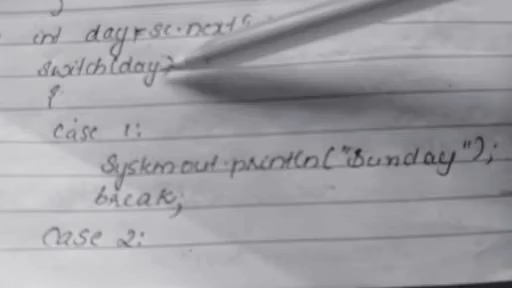 }
int day = sc.next
switch(day)
{
case 1:
System.out.println("Sunday");
break;
case 2: